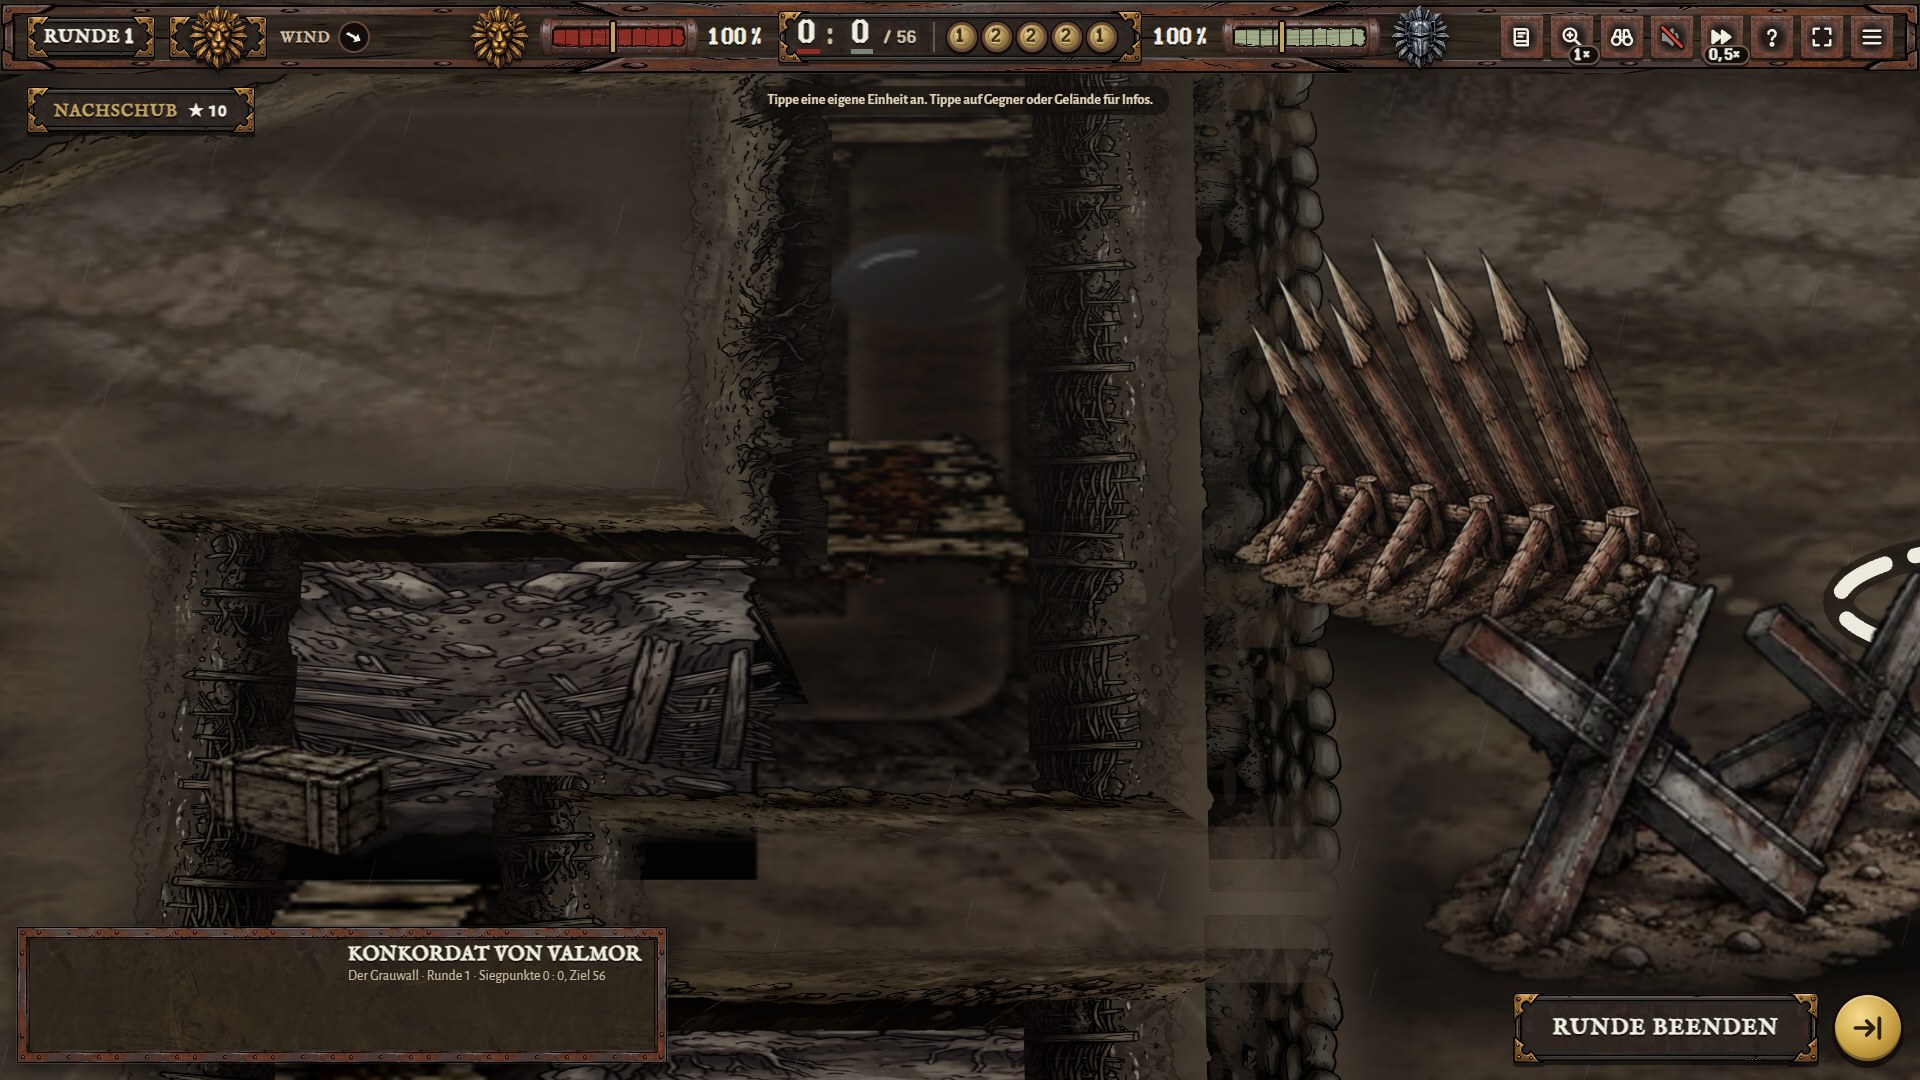 RUNDE 1
WIND
100 %
0 : 0 / 56
1 2 2 2 1
100 %
1×
0,5×
?
NACHSCHUB ★ 10
Tippe eine eigene Einheit an. Tippe auf Gegner oder Gelände für Infos.
KONKORDAT VON VALMOR
Der Grauwall · Runde 1 · Siegpunkte 0 : 0, Ziel 56
RUNDE BEENDEN